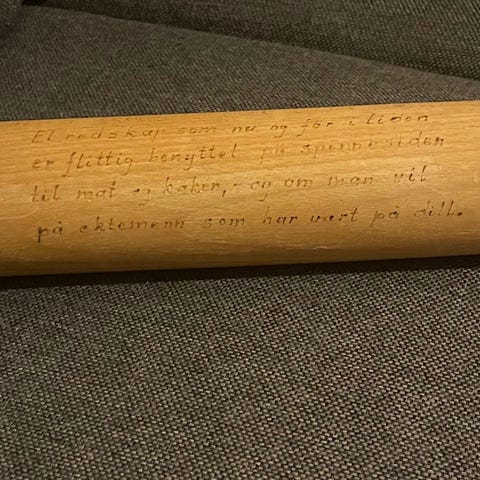 Et redskap som nu og før i tiden
er flittig benyttet på spinnesiden
til mat og kaker, - og om man vil
på ektemenn som har vært på dill.